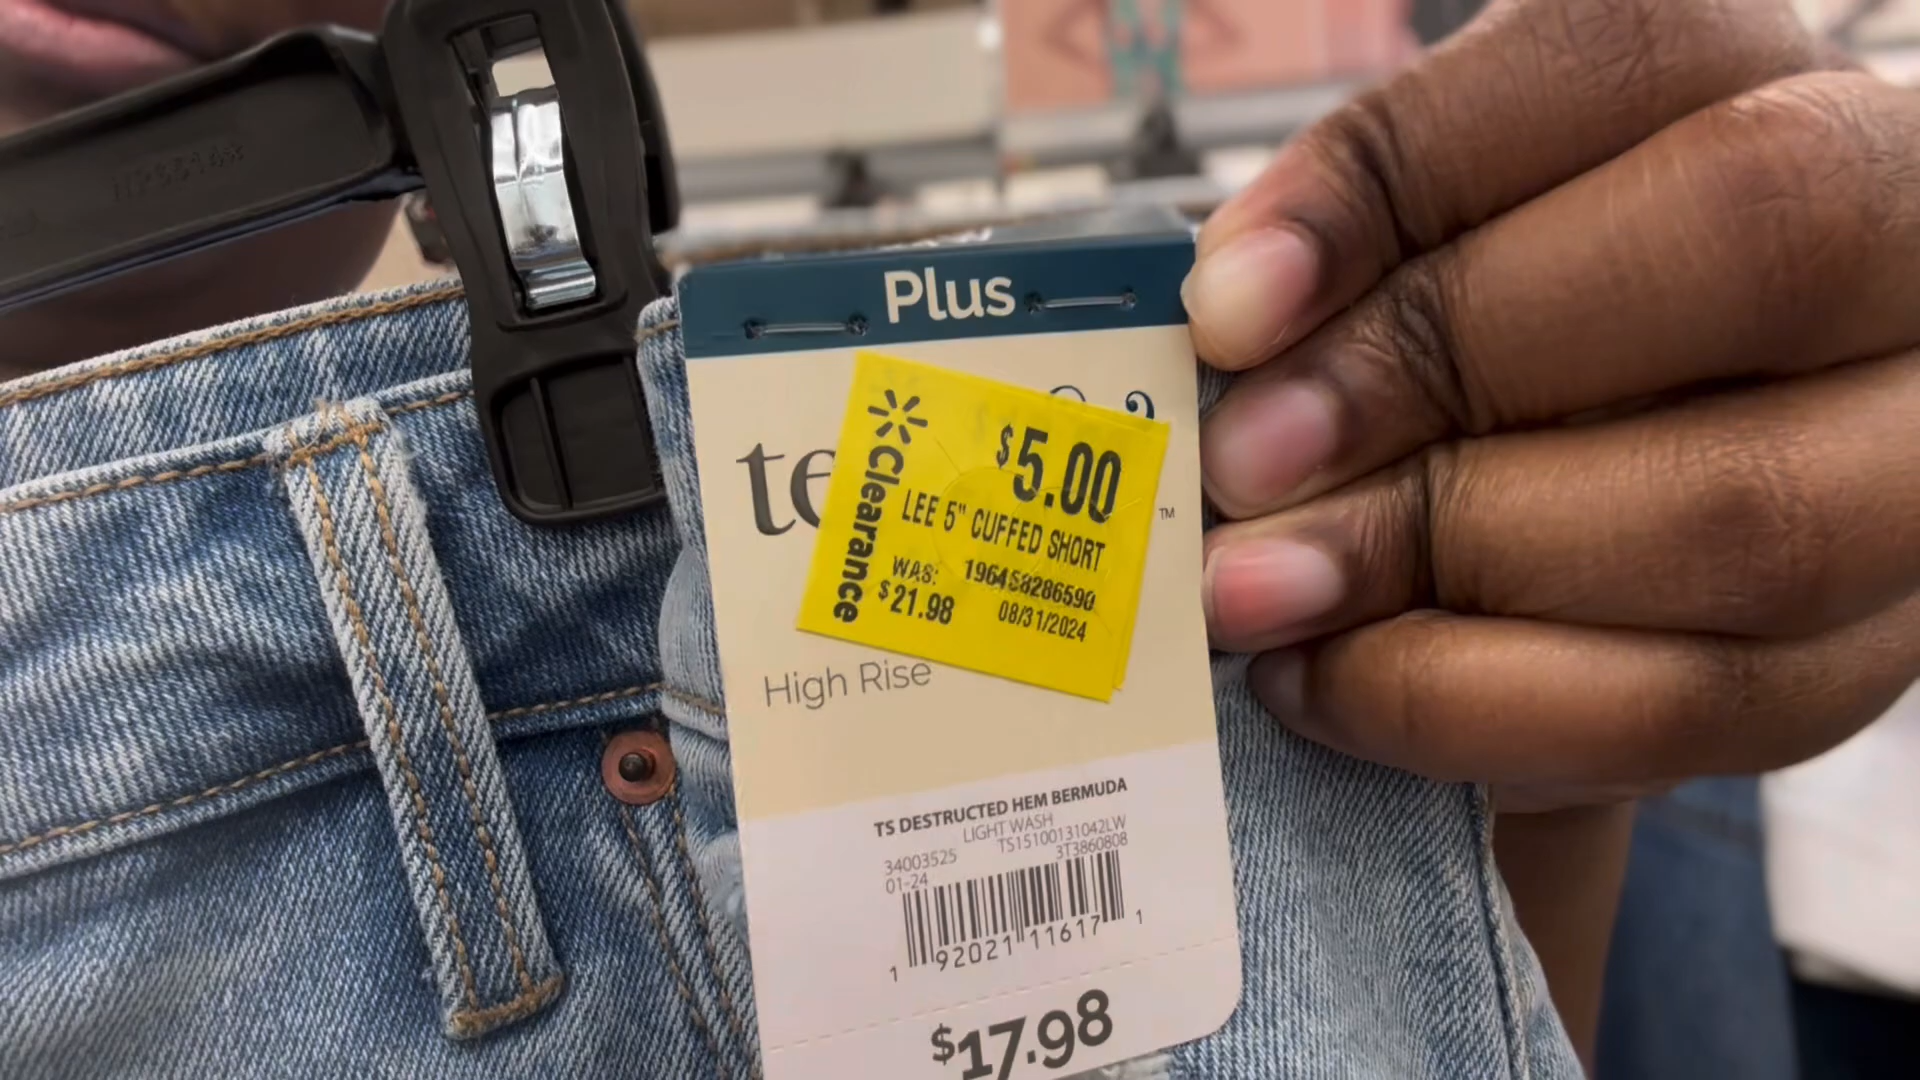 Plus
te
™
Clearance
$5.00
LEE 5" CUFFED SHORT
WAS: 196458286590
$21.98 08/31/2024
High Rise
TS DESTRUCTED HEM BERMUDA
LIGHT WASH
34003525 TS15100131042LW
01-24 3T3860808
1 92021 11617 1
$17.98